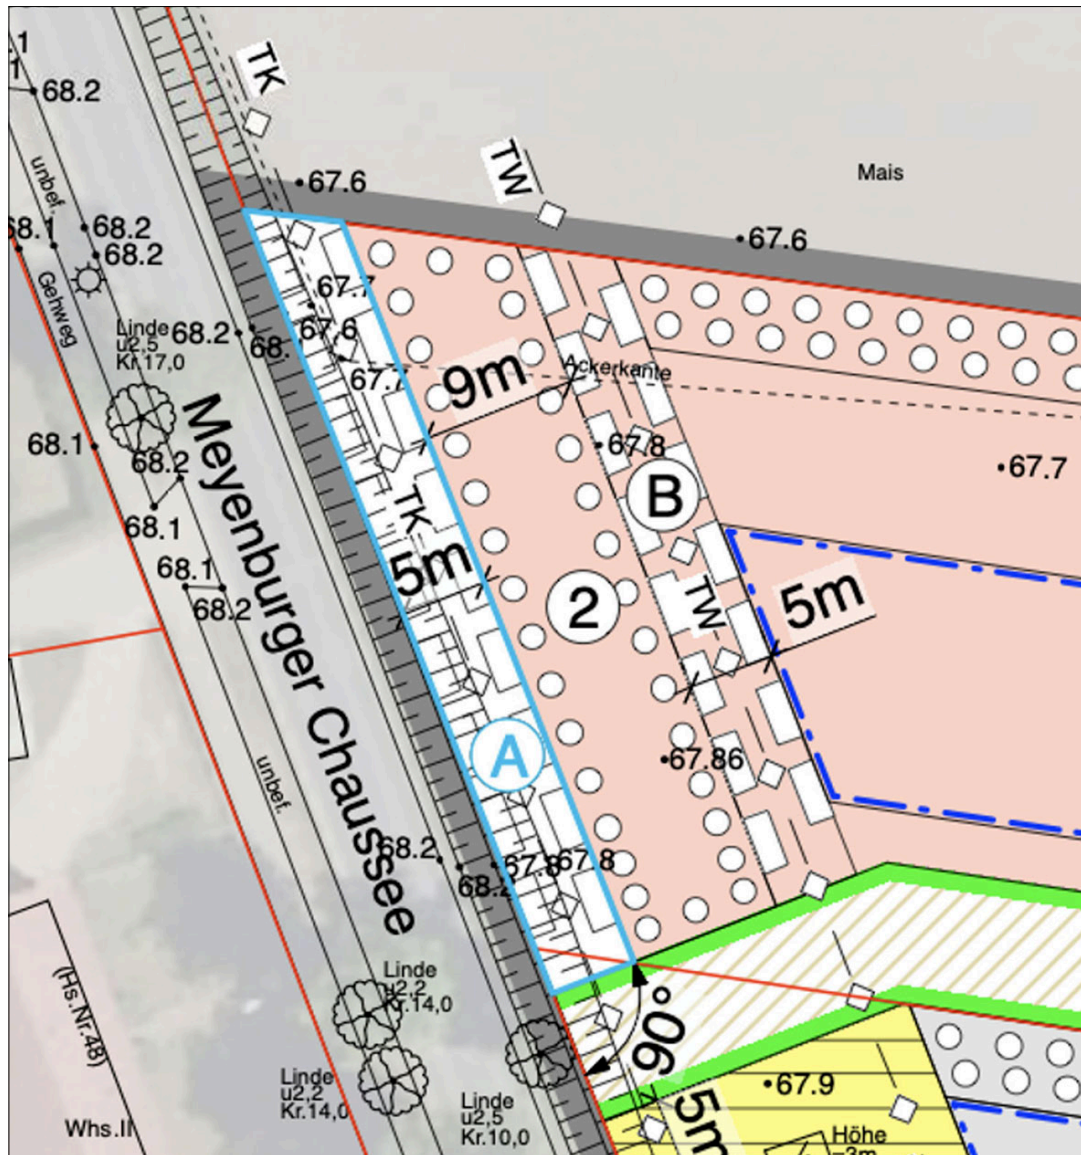 .1
1
68.2
TK
67.6
TW
Mais
67.6
unbef.
68.1
68.2
68.2
Gehweg
67.7
Linde
u2,5
Kr.17,0
68.2
68.
67.6
67.7
9m
Ackerkante
68.1
68.2
67.8
67.7
Meyenburger Chaussee
B
68.1
TK
5m
68.1
68.2
2
TW
5m
A
67.86
unbef.
68.2
68.2
67.8
67.8
Linde
u2,2
Kr.14,0
(Hs.Nr.48)
90°
Linde
u2,2
Kr.14,0
Linde
u2,5
Kr.10,0
67.9
5m
Whs.II
Höhe
=3m